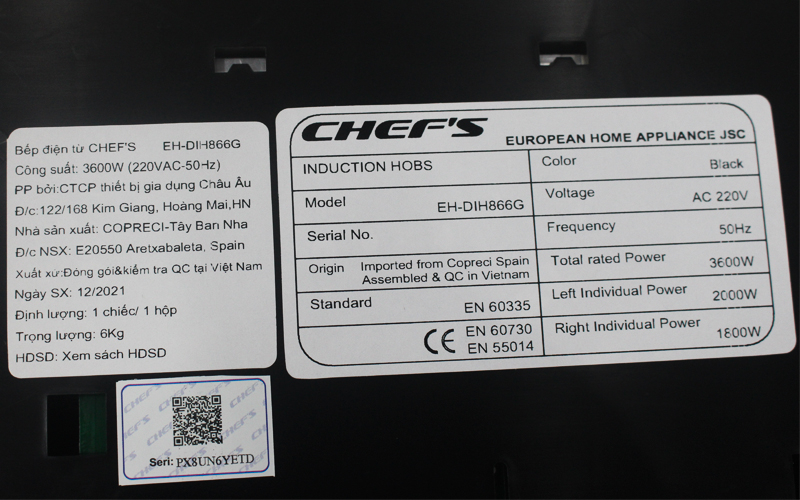 Bếp điện từ CHEF'S EH-DIH866G
Công suất: 3600W (220VAC-50Hz)
PP bởi:CTCP thiết bị gia dụng Châu Âu
Đ/c:122/168 Kim Giang, Hoàng Mai,HN
Nhà sản xuất: COPRECI-Tây Ban Nha
Đ/c NSX: E20550 Aretxabaleta, Spain
Xuất xứ:Đóng gói&kiểm tra QC tại Việt Nam
Ngày SX: 12/2021
Định lượng: 1 chiếc/ 1 hộp
Trọng lượng: 6Kg
HDSD: Xem sách HDSD
CHEF'S
EUROPEAN HOME APPLIANCE JSC
INDUCTION HOBS
Model EH-DIH866G
Serial No.
Origin Imported from Copreci Spain
Assembled & QC in Vietnam
Standard EN 60335
CE EN 60730
EN 55014
Color Black
Voltage AC 220V
Frequency 50Hz
Total rated Power 3600W
Left Individual Power 2000W
Right Individual Power 1800W
CHEF'S
Seri: PX8UN6YETD